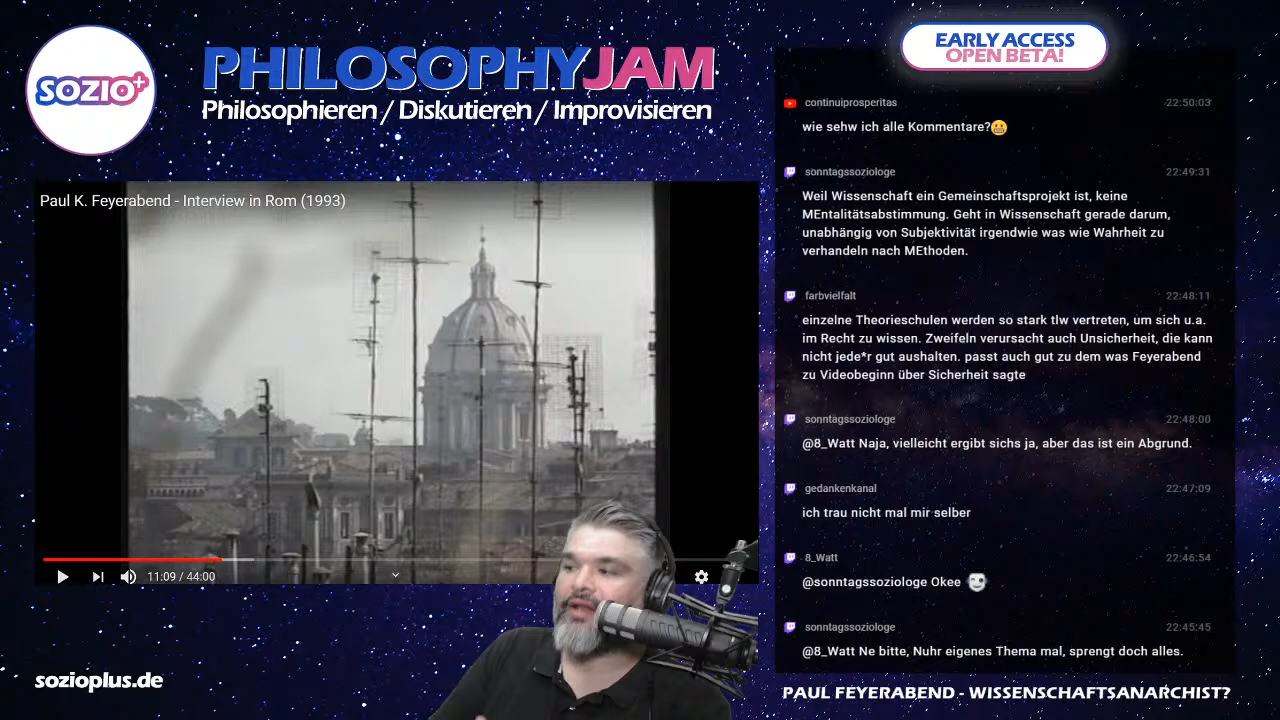 SOZIO+
PHILOSOPHYJAM
Philosophieren / Diskutieren / Improvisieren
EARLY ACCESS
OPEN BETA!
Paul K. Feyerabend - Interview in Rom (1993)
11:09 / 44:00
continuiprosperitas 22:50:03
wie sehw ich alle Kommentare?😬
sonntagssoziologe 22:49:31
Weil Wissenschaft ein Gemeinschaftsprojekt ist, keine
MEntalitätsabstimmung. Geht in Wissenschaft gerade darum,
unabhängig von Subjektivität irgendwie was wie Wahrheit zu
verhandeln nach MEthoden.
farbvielfalt 22:48:11
einzelne Theorieschulen werden so stark tlw vertreten, um sich u.a.
im Recht zu wissen. Zweifeln verursacht auch Unsicherheit, die kann
nicht jede*r gut aushalten. passt auch gut zu dem was Feyerabend
zu Videobeginn über Sicherheit sagte
sonntagssoziologe 22:48:00
@8_Watt Naja, vielleicht ergibt sichs ja, aber das ist ein Abgrund.
gedankenkanal 22:47:09
ich trau nicht mal mir selber
8_Watt 22:46:54
@sonntagssoziologe Okee
sonntagssoziologe 22:45:45
@8_Watt Ne bitte, Nuhr eigenes Thema mal, sprengt doch alles.
sozioplus.de
PAUL FEYERABEND - WISSENSCHAFTSANARCHIST?